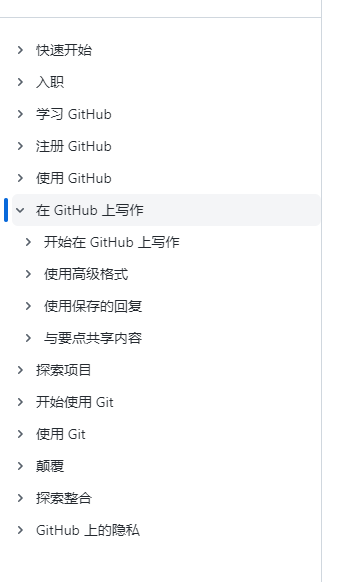 快速开始
入职
学习 GitHub
注册 GitHub
使用 GitHub
在 GitHub 上写作
开始在 GitHub 上写作
使用高级格式
使用保存的回复
与要点共享内容
探索项目
开始使用 Git
使用 Git
颠覆
探索整合
GitHub 上的隐私